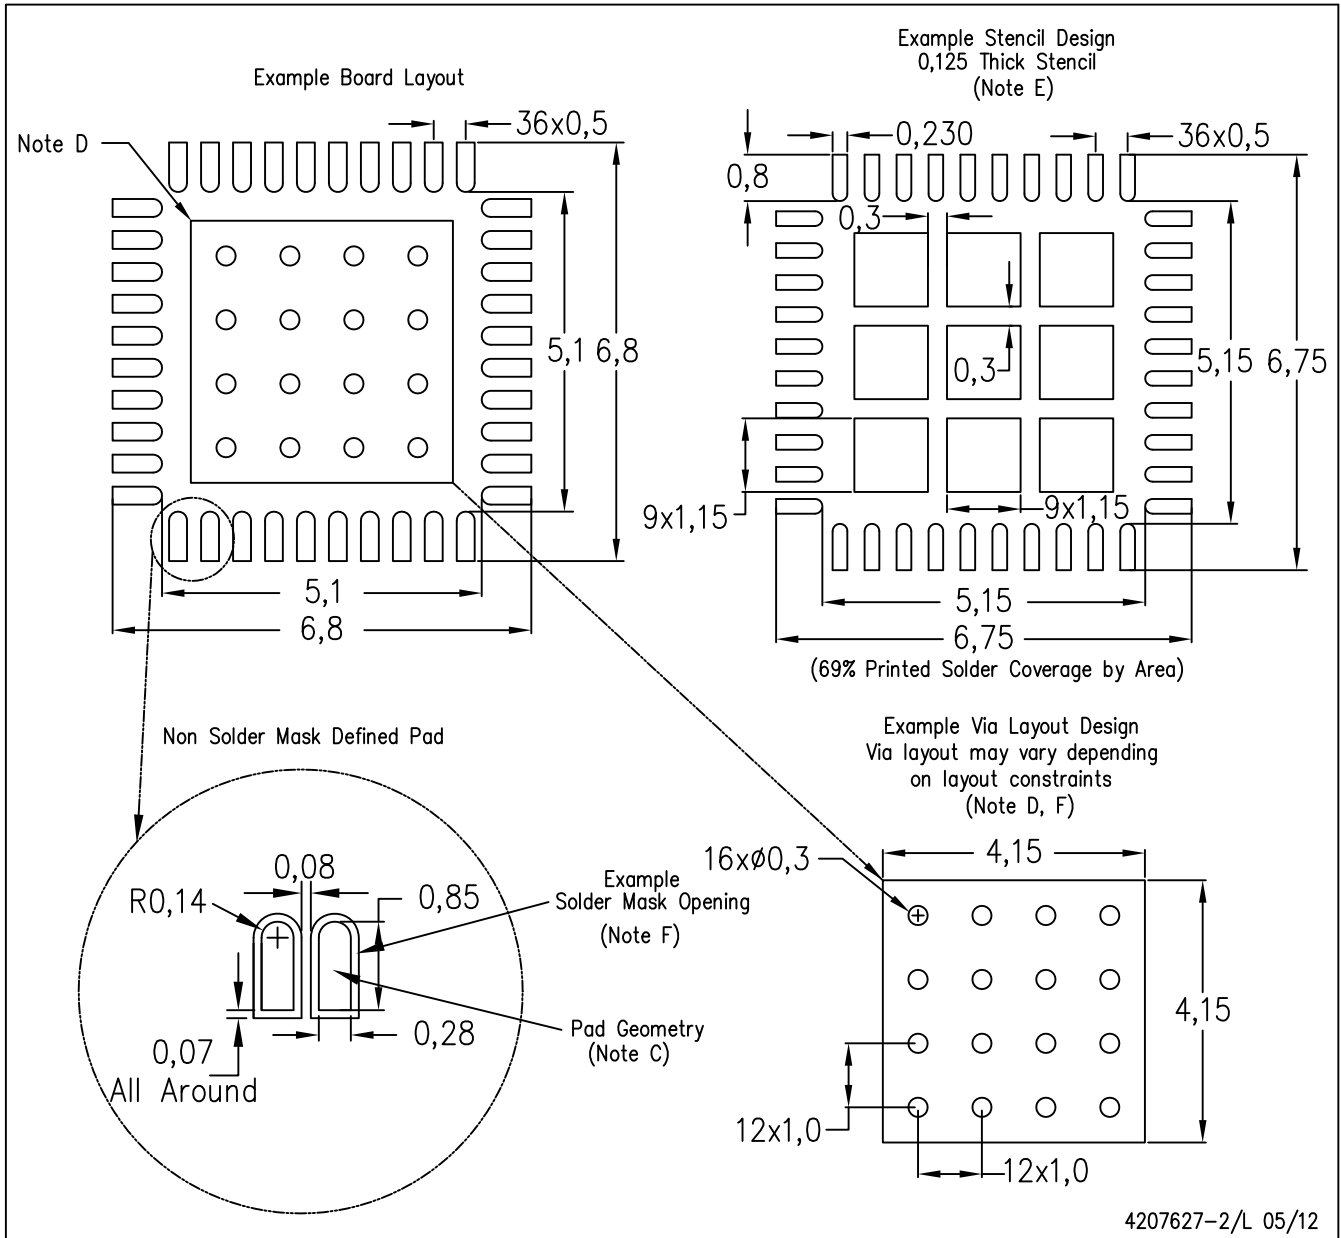 Example Board Layout
Note D
36x0,5
5,1
6,8
5,1
6,8
Example Stencil Design
0,125 Thick Stencil
(Note E)
0,230
36x0,5
0,8
0,3
0,3
5,15
6,75
9x1,15
9x1,15
5,15
6,75
(69% Printed Solder Coverage by Area)
Non Solder Mask Defined Pad
0,08
R0,14
0,85
Example
Solder Mask Opening
(Note F)
Pad Geometry
(Note C)
0,28
0,07
All Around
Example Via Layout Design
Via layout may vary depending
on layout constraints
(Note D, F)
16xø0,3
4,15
4,15
12x1,0
12x1,0
4207627-2/L 05/12